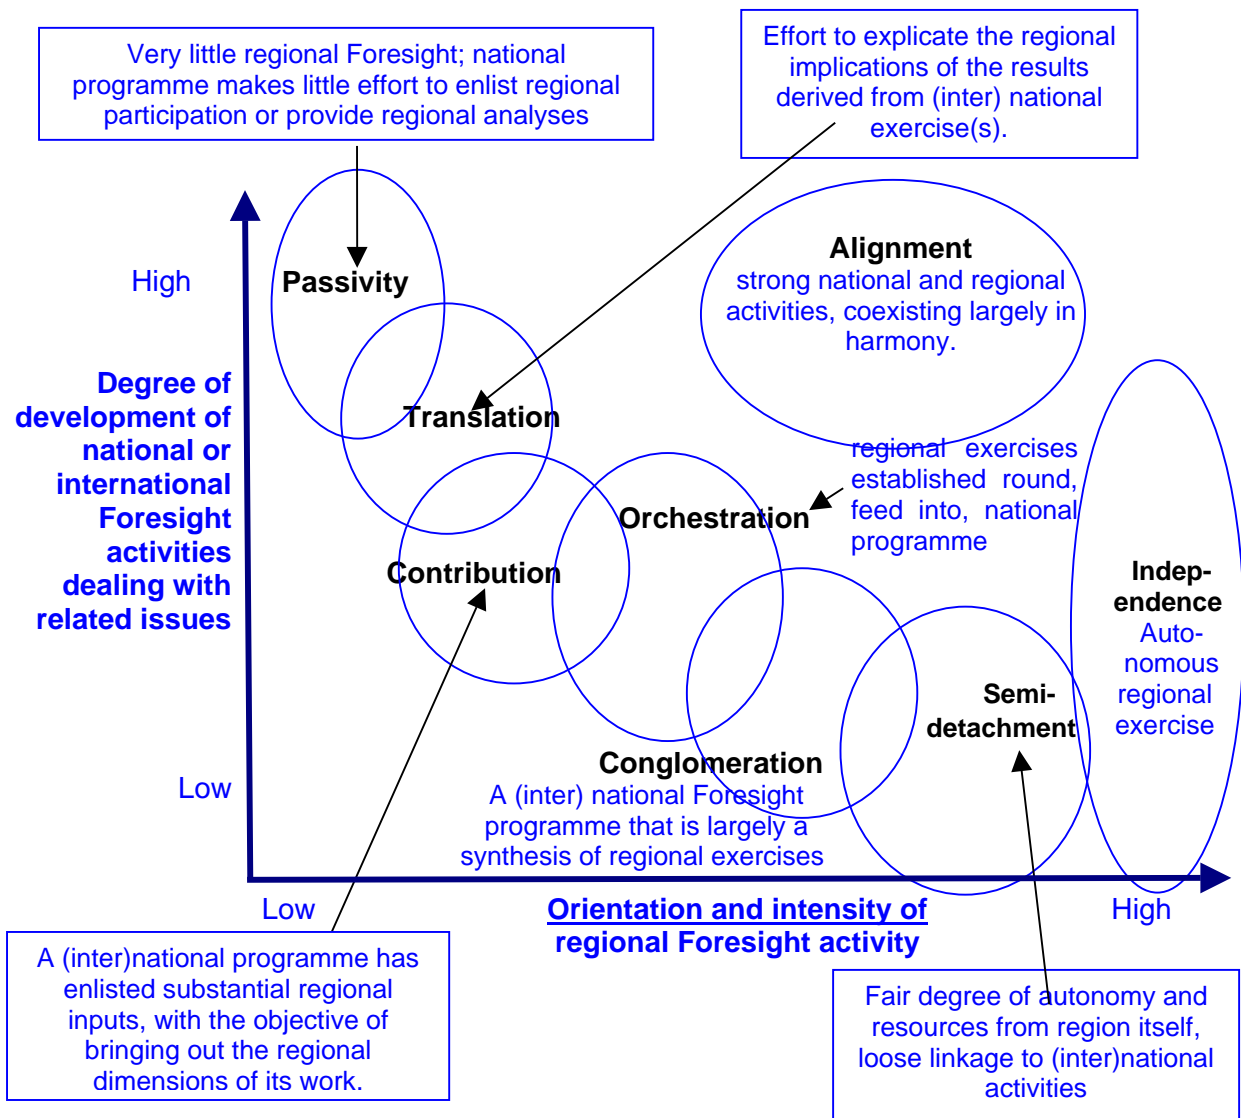 Very little regional Foresight; national
programme makes little effort to enlist regional
participation or provide regional analyses
Effort to explicate the regional
implications of the results
derived from (inter) national
exercise(s).
High
Passivity
Alignment
strong national and regional
activities, coexisting largely in
harmony.
Degree of
development of
national or
international
Foresight
activities
dealing with
related issues
Translation
regional exercises
established round,
feed into, national
programme
Orchestration
Contribution
Indep-
endence
Auto-
nomous
regional
exercise
Semi-
detachment
Conglomeration
A (inter) national Foresight
programme that is largely a
synthesis of regional exercises
Low
Low
Orientation and intensity of
regional Foresight activity
High
A (inter)national programme has
enlisted substantial regional
inputs, with the objective of
bringing out the regional
dimensions of its work.
Fair degree of autonomy and
resources from region itself,
loose linkage to (inter)national
activities